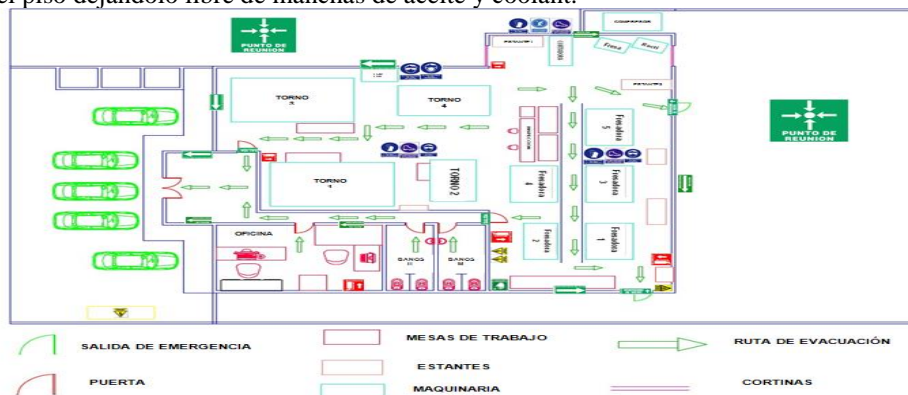 el piso dejándolo libre de manchas de aceite y coolant.
PUNTO DE
REUNION
COMPRESOR
Fresa
TORNO
3
TORNO
4
Fresadora
5
PUNTO DE
REUNION
TORNO
1
TORNO 2
Fresadora
4
Fresadora
3
OFICINA
BAÑOS
BAÑOS
Fresadora
2
Fresadora
1
SALIDA DE EMERGENCIA
MESAS DE TRABAJO
RUTA DE EVACUACIÓN
ESTANTES
PUERTA
MAQUINARIA
CORTINAS